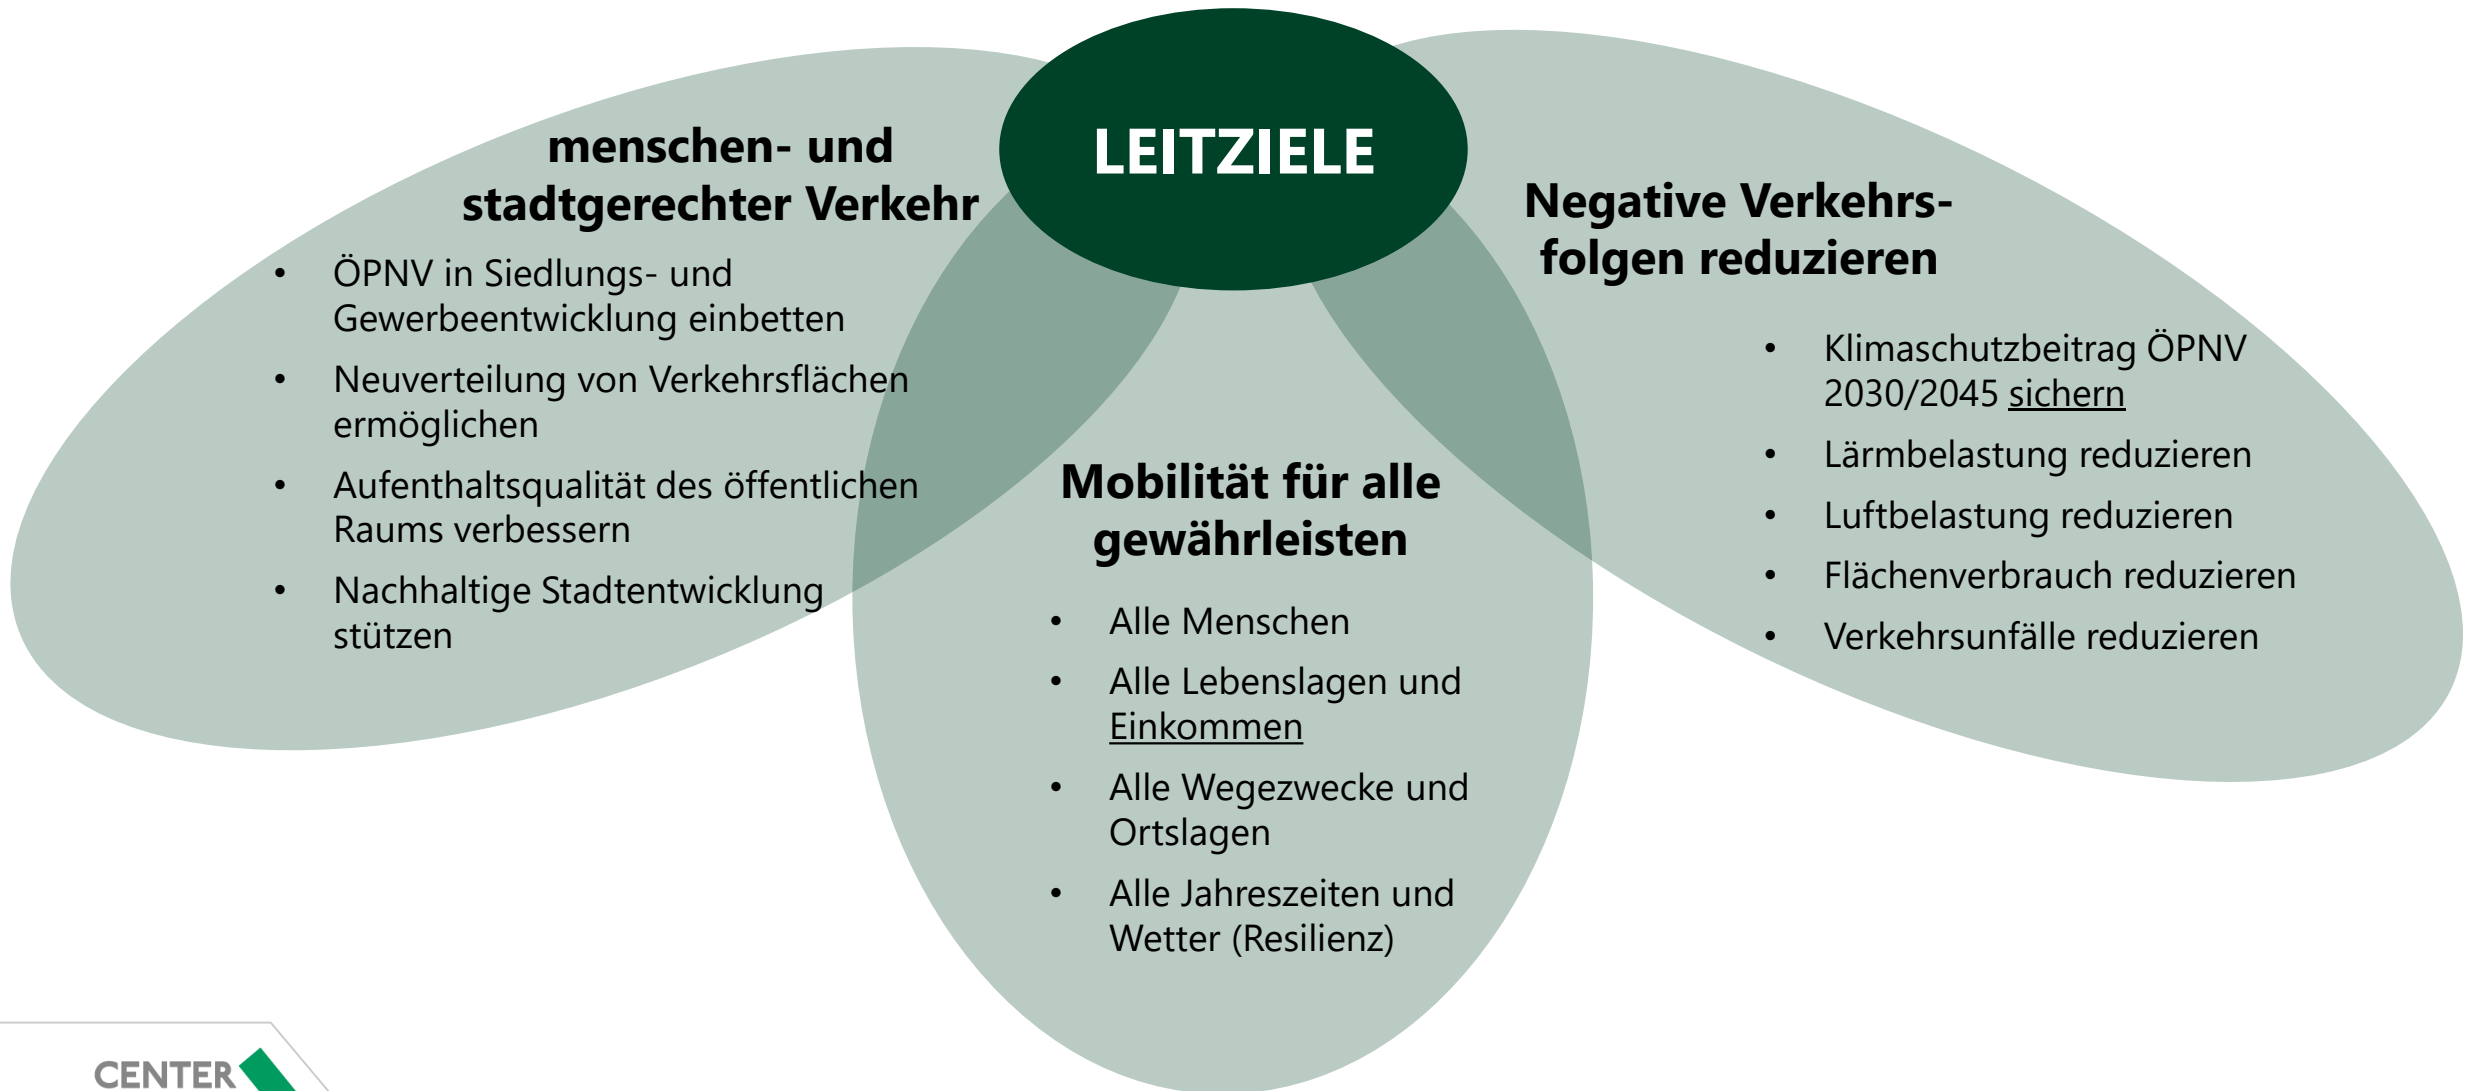 LEITZIELE
menschen- und
stadtgerechter Verkehr
• ÖPNV in Siedlungs- und
Gewerbeentwicklung einbetten
• Neuverteilung von Verkehrsflächen
ermöglichen
• Aufenthaltsqualität des öffentlichen
Raums verbessern
• Nachhaltige Stadtentwicklung
stützen
Mobilität für alle
gewährleisten
• Alle Menschen
• Alle Lebenslagen und
Einkommen
• Alle Wegezwecke und
Ortslagen
• Alle Jahreszeiten und
Wetter (Resilienz)
Negative Verkehrs-
folgen reduzieren
• Klimaschutzbeitrag ÖPNV
2030/2045 sichern
• Lärmbelastung reduzieren
• Luftbelastung reduzieren
• Flächenverbrauch reduzieren
• Verkehrsunfälle reduzieren
CENTER